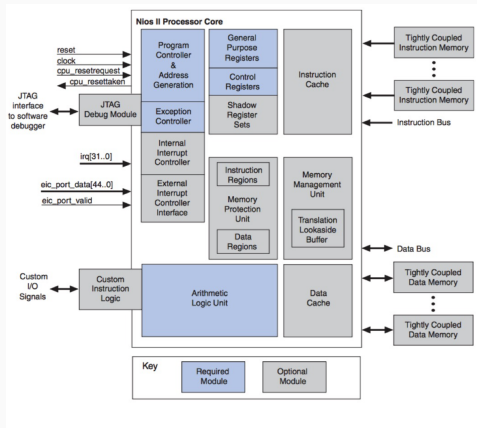 Nios II Processor Core
reset
clock
cpu_resetrequest
cpu_resettaken
JTAG
interface
to software
debugger
JTAG
Debug Module
irq[31..0]
eic_port_data[44..0]
eic_port_valid
Custom
I/O
Signals
Custom
Instruction
Logic
Program
Controller
&
Address
Generation
Exception
Controller
Internal
Interrupt
Controller
External
Interrupt
Controller
Interface
General
Purpose
Registers
Control
Registers
Shadow
Register
Sets
Instruction
Cache
Instruction
Regions
Memory
Protection
Unit
Data
Regions
Memory
Management
Unit
Translation
Lookaside
Buffer
Arithmetic
Logic Unit
Data
Cache
Tightly Coupled
Instruction Memory
Tightly Coupled
Instruction Memory
Instruction Bus
Data Bus
Tightly Coupled
Data Memory
Tightly Coupled
Data Memory
Key
Required
Module
Optional
Module